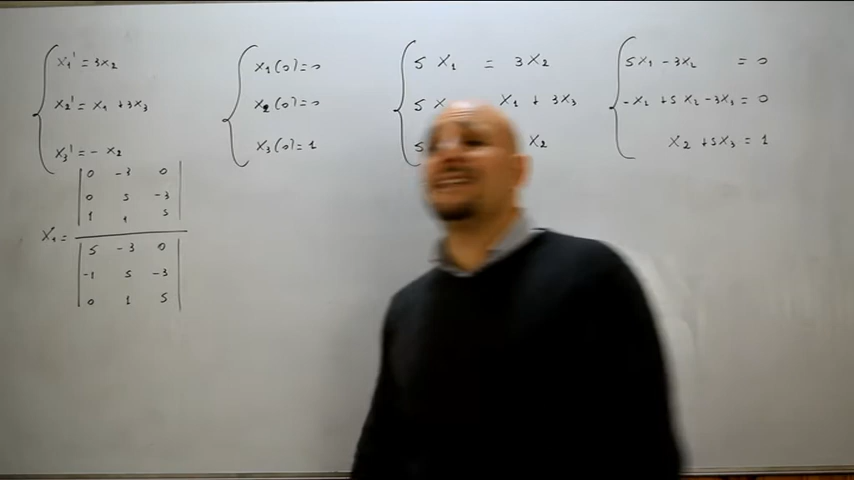 x₁' = 3x₂
x₂' = x₁ + 3x₃
x₃' = - x₂
x₁(0) = 0
x₂(0) = 0
x₃(0) = 1
5 x₁ = 3x₂
5 x x₁ + 3x₃
5 x₂
5x₁ - 3x₂ = 0
-x₁ + 5x₂ - 3x₃ = 0
x₂ + 5x₃ = 1
x₁ =
0 -3 0
0 5 -3
1 1 5
5 -3 0
-1 5 -3
0 1 5